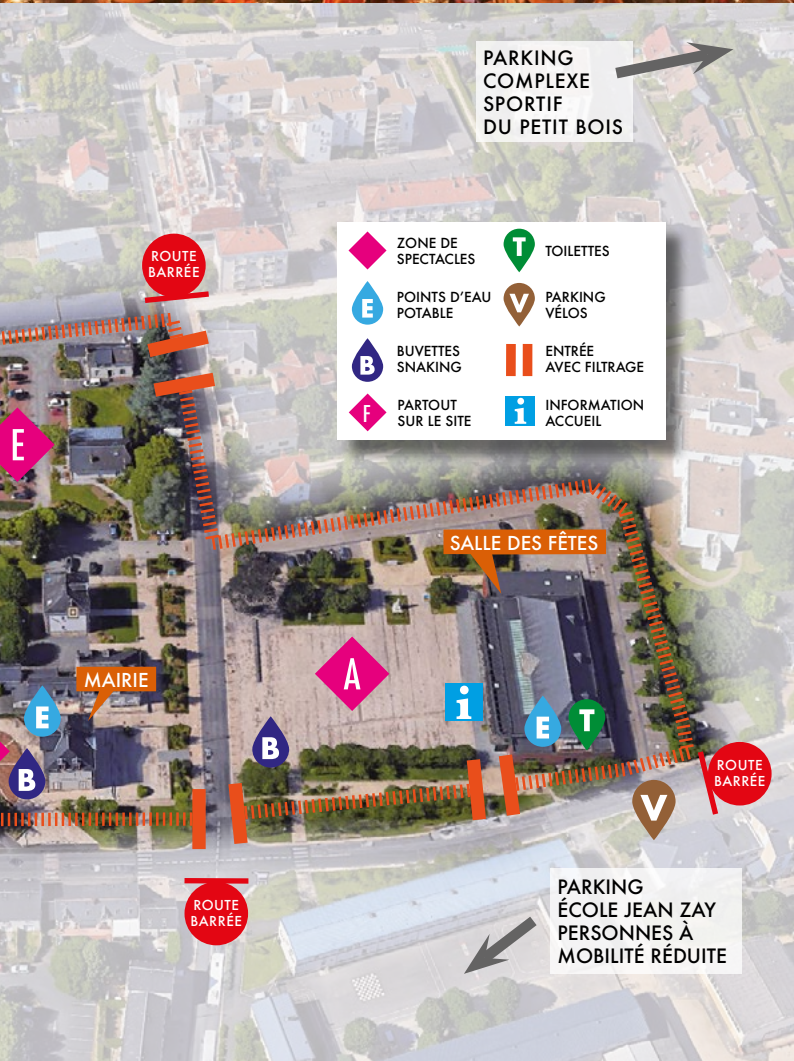 PARKING
COMPLEXE
SPORTIF
DU PETIT BOIS
ROUTE
BARRÉE
ZONE DE
SPECTACLES
T
TOILETTES
E
POINTS D'EAU
POTABLE
V
PARKING
VÉLOS
B
BUVETTES
SNAKING
ENTRÉE
AVEC FILTRAGE
F
PARTOUT
SUR LE SITE
i
INFORMATION
ACCUEIL
E
SALLE DES FÊTES
MAIRIE
A
E
i
E
T
B
B
ROUTE
BARRÉE
V
ROUTE
BARRÉE
PARKING
ÉCOLE JEAN ZAY
PERSONNES À
MOBILITÉ RÉDUITE